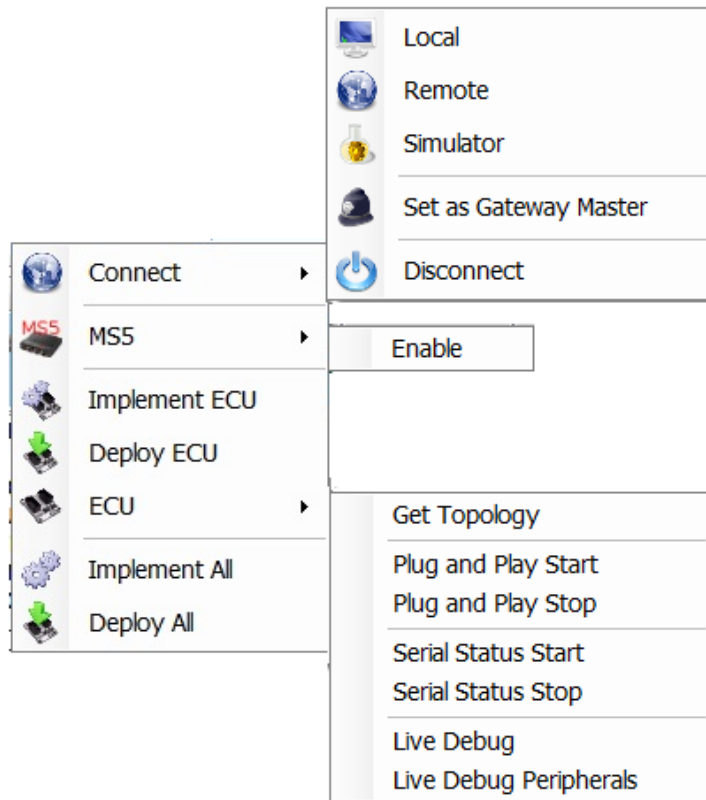 Local
Remote
Simulator
Set as Gateway Master
Disconnect
Connect
MS5
MS5
Enable
Implement ECU
Deploy ECU
ECU
Implement All
Deploy All
Get Topology
Plug and Play Start
Plug and Play Stop
Serial Status Start
Serial Status Stop
Live Debug
Live Debug Peripherals